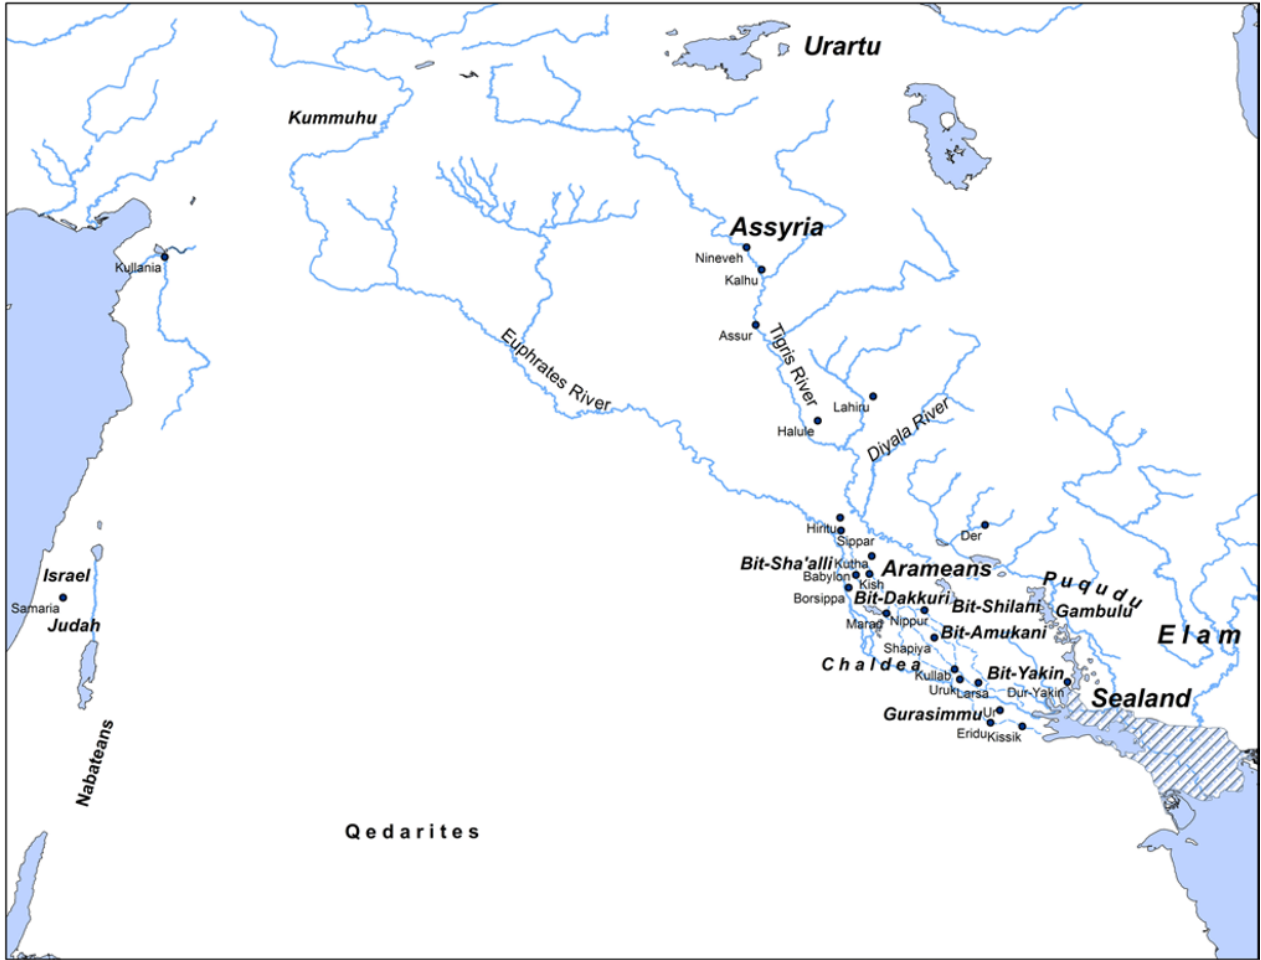 Urartu
Kummuhu
Assyria
Nineveh
Kullania
Kalhu
Assur
Tigris River
Euphrates River
Lahiru
Halule
Diyala River
Hiritu
Sippar
Der
Bit-Sha'alli
Kutha
Arameans
Babylon
Kish
Israel
Samaria
Judah
Borsippa
Bit-Dakkuri
Bit-Shilani
Puqudu
Gambulu
Marad
Nippur
Bit-Amukani
Elam
Shapiya
Chaldea
Kullab
Bit-Yakin
Uruk
Larsa
Dur-Yakin
Sealand
Gurasimmu
Ur
Eridu
Kissik
Nabateans
Qedarites